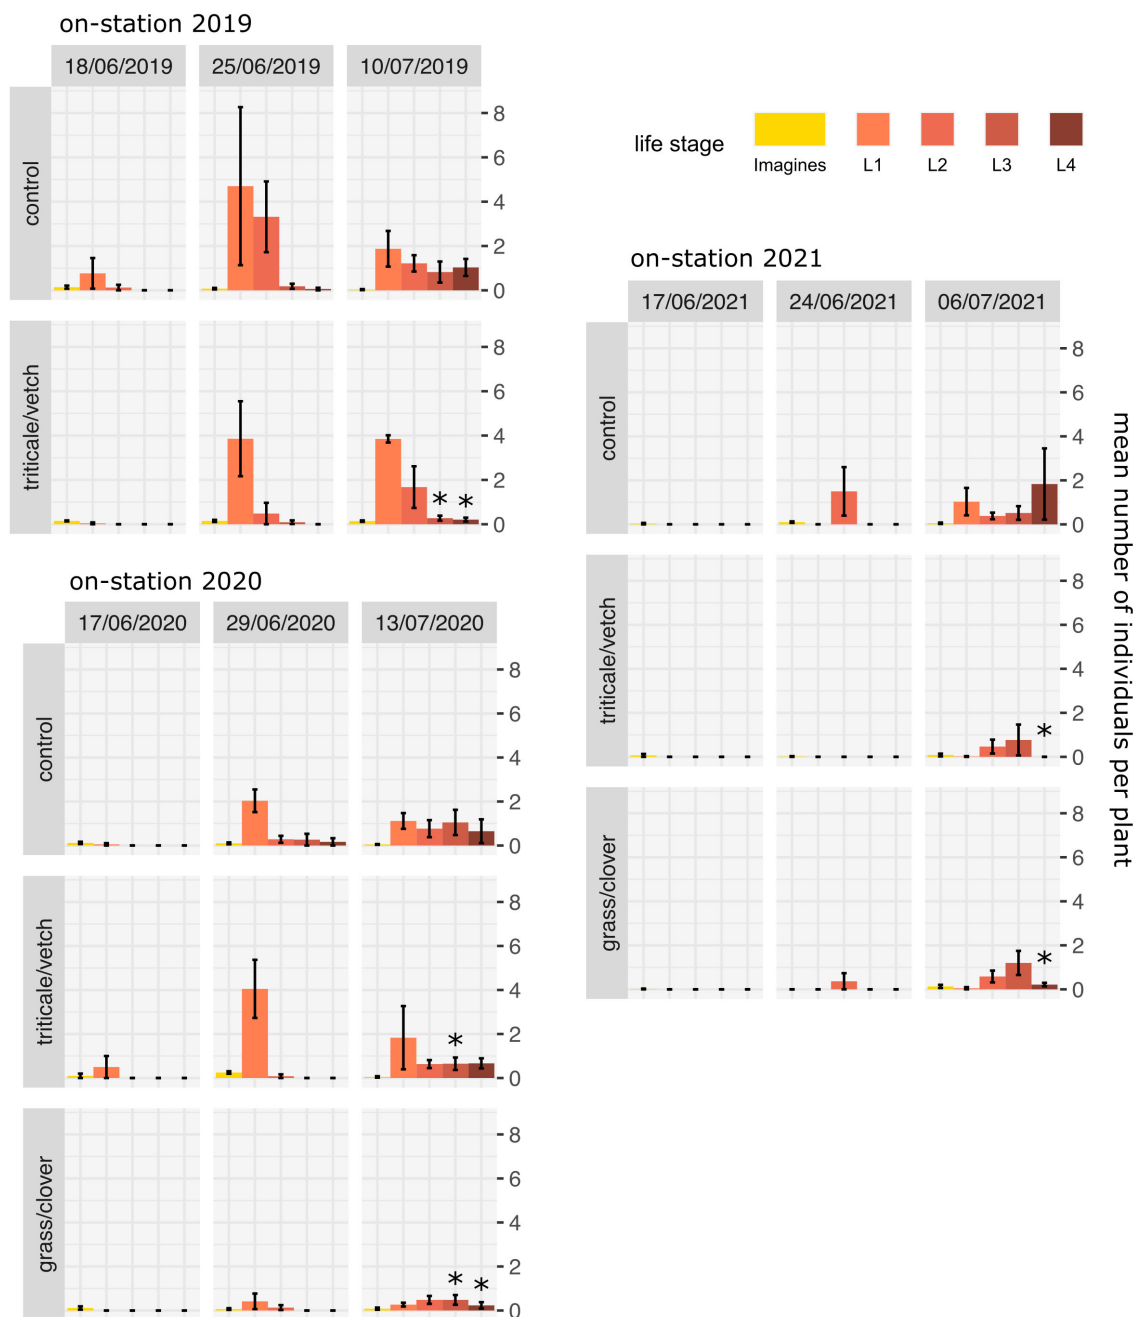 on-station 2019
18/06/2019 25/06/2019 10/07/2019
control
8
6
4
2
0
triticale/vetch
8
6
4
2
0
* *
on-station 2020
17/06/2020 29/06/2020 13/07/2020
control
8
6
4
2
0
triticale/vetch
8
6
4
2
0
*
grass/clover
8
6
4
2
0
* *
life stage
Imagines L1 L2 L3 L4
on-station 2021
17/06/2021 24/06/2021 06/07/2021
control
8
6
4
2
0
triticale/vetch
8
6
4
2
0
*
grass/clover
8
6
4
2
0
*
mean number of individuals per plant